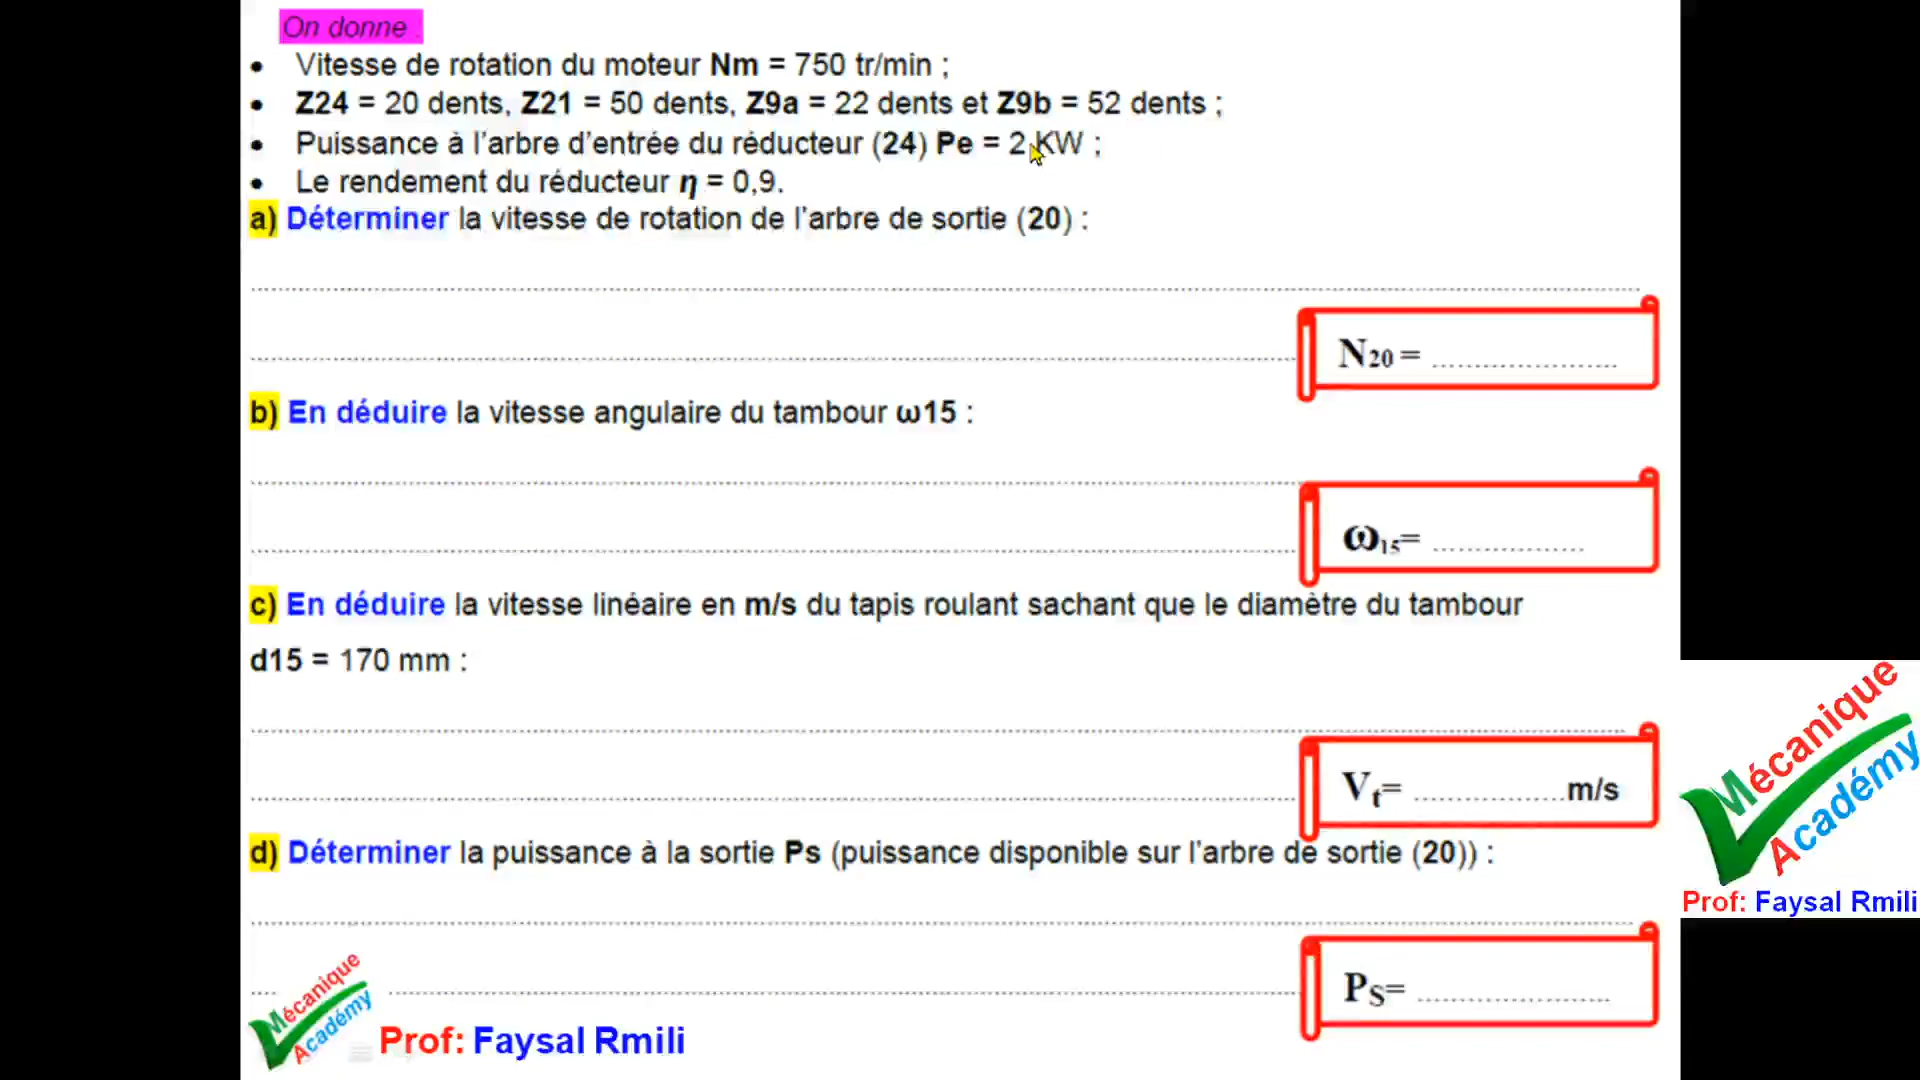 On donne :
• Vitesse de rotation du moteur Nm = 750 tr/min ;
• Z24 = 20 dents, Z21 = 50 dents, Z9a = 22 dents et Z9b = 52 dents ;
• Puissance à l'arbre d'entrée du réducteur (24) Pe = 2 KW ;
• Le rendement du réducteur η = 0,9.
a) Déterminer la vitesse de rotation de l'arbre de sortie (20) :
N20 = .....................
b) En déduire la vitesse angulaire du tambour ω15 :
ω15= .................
c) En déduire la vitesse linéaire en m/s du tapis roulant sachant que le diamètre du tambour
d15 = 170 mm :
Vt= .................m/s
d) Déterminer la puissance à la sortie Ps (puissance disponible sur l'arbre de sortie (20)) :
PS= .....................
Mécanique
Académy
Prof: Faysal Rmili
Mécanique
Académy
Prof: Faysal Rmili